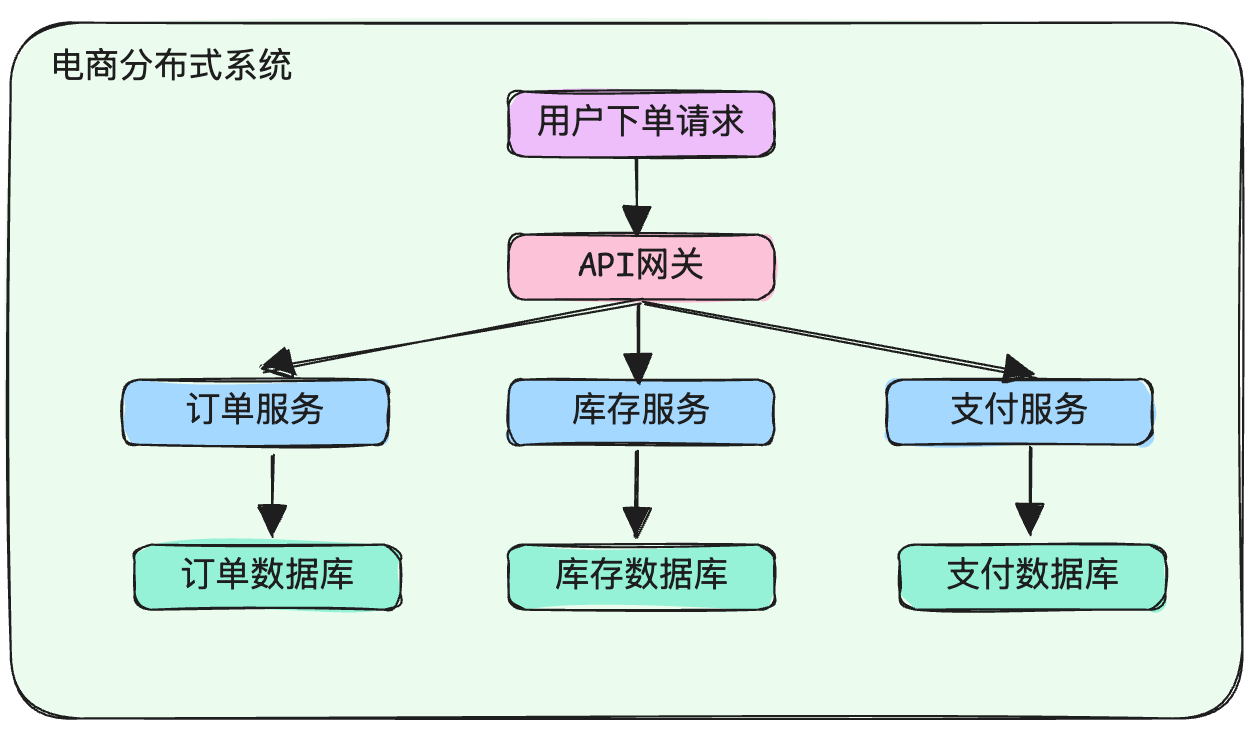 电商分布式系统
用户下单请求
API网关
订单服务
库存服务
支付服务
订单数据库
库存数据库
支付数据库